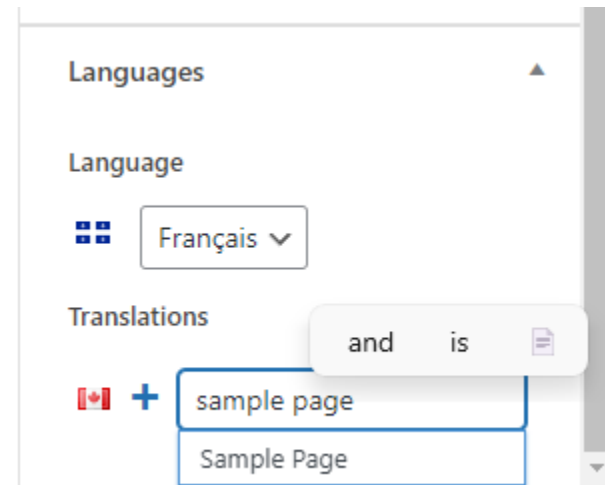 Languages
Language
Français
Translations
and is
sample page
Sample Page